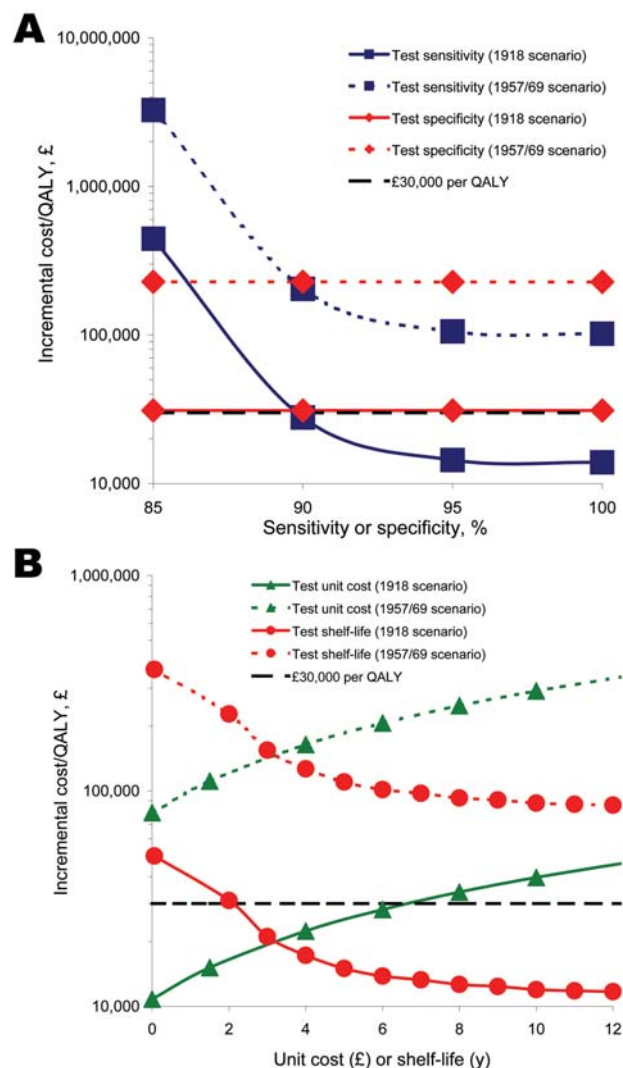 A
10,000,000
1,000,000
100,000
10,000
Incremental cost/QALY, £
Test sensitivity (1918 scenario)
Test sensitivity (1957/69 scenario)
Test specificity (1918 scenario)
Test specificity (1957/69 scenario)
£30,000 per QALY
85 90 95 100
Sensitivity or specificity, %
B
1,000,000
100,000
10,000
Incremental cost/QALY, £
Test unit cost (1918 scenario)
Test unit cost (1957/69 scenario)
Test shelf-life (1918 scenario)
Test shelf-life (1957/69 scenario)
£30,000 per QALY
0 2 4 6 8 10 12
Unit cost (£) or shelf-life (y)